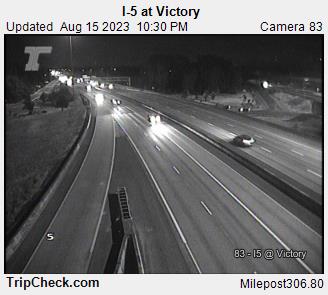 I-5 at Victory
Updated Aug 15 2023 10:30 PM Camera 83
T
S
83 - I5 @ Victory
TripCheck.com Milepost306.80